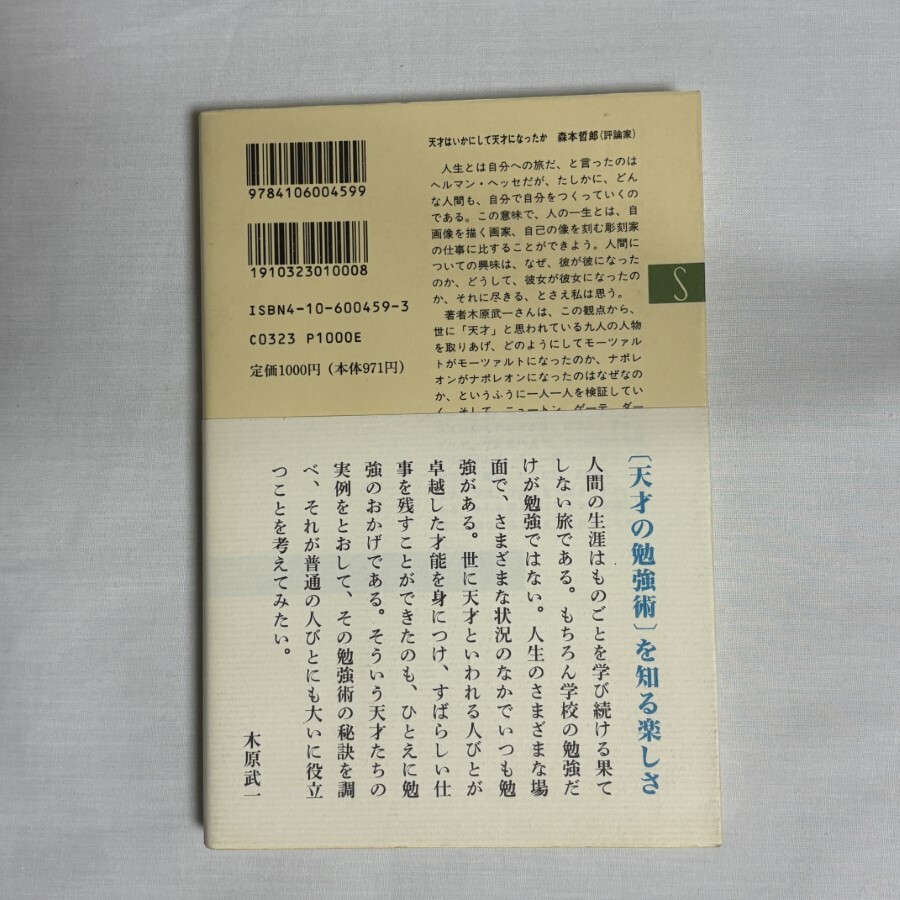 9784106004599
1910323010008
ISBN4-10-600459-3
C0323 P1000E
定価1000円（本体971円）
天才はいかにして天才になったか 森本哲郎（評論家）
人生とは自分への旅だ、と言ったのは
ヘルマン・ヘッセだが、たしかに、どん
な人間も、自分で自分をつくっていくの
である。この意味で、人の一生とは、自
画像を描く画家、自己の像を刻む彫刻家
の仕事に比することができよう。人間に
ついての興味は、なぜ、彼が彼になった
のか、どうして、彼女が彼女になったの
か、それに尽きる、とさえ私は思う。
著者木原武一さんは、この観点から、
世に「天才」と思われている九人の人物
を取りあげ、どのようにしてモーツァル
トがモーツァルトになったのか、ナポレ
オンがナポレオンになったのはなぜなの
か、というふうに一人一人を検証してい
く。そして、ニュートン、ゲーテ、ダー
S
［天才の勉強術］を知る楽しさ
人間の生涯はものごとを学び続ける果て
しない旅である。もちろん学校の勉強だ
けが勉強ではない。人生のさまざまな場
面で、さまざまな状況のなかでいつも勉
強がある。世に天才といわれる人びとが
卓越した才能を身につけ、すばらしい仕
事を残すことができたのも、ひとえに勉
強のおかげである。そういう天才たちの
実例をとおして、その勉強術の秘訣を調
べ、それが普通の人びとにも大いに役立
つことを考えてみたい。
木原武一